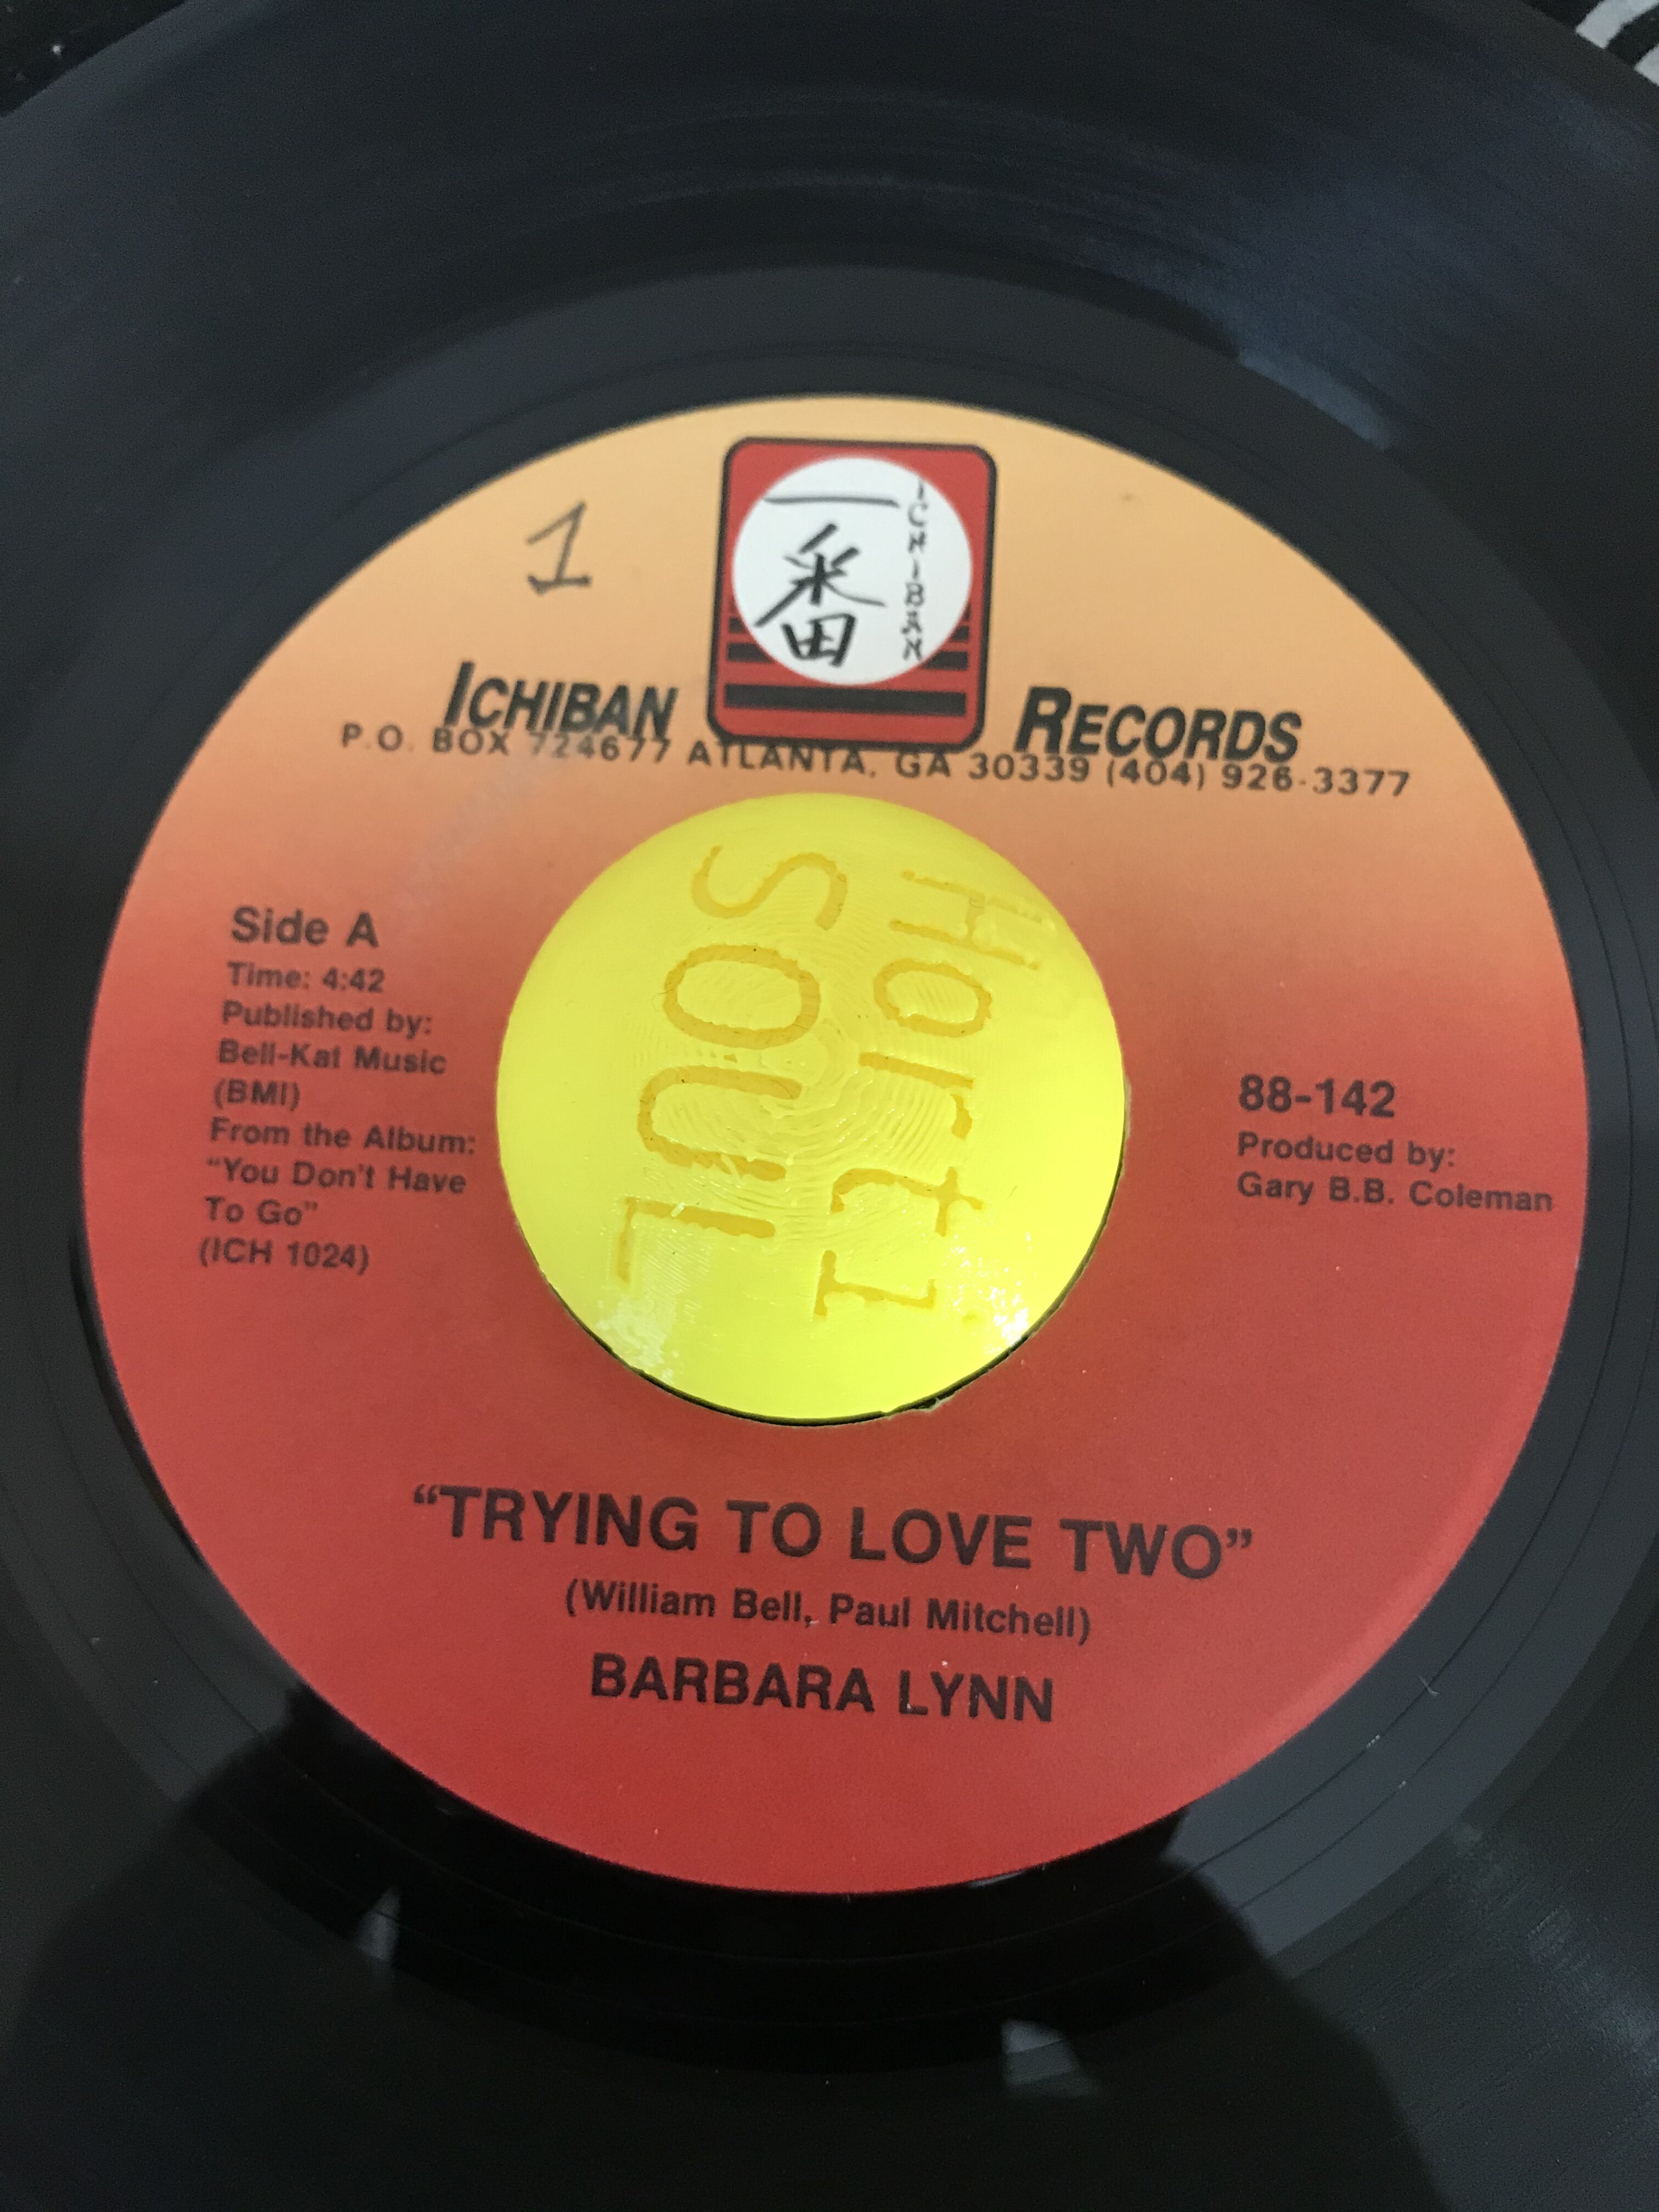 1
一番
ICHIBAN
ICHIBAN RECORDS
P.O. BOX 724677 ATLANTA, GA 30339 (404) 926-3377
Side A
Time: 4:42
Published by:
Bell-Kat Music
(BMI)
From the Album:
“You Don't Have
To Go”
(ICH 1024)
Horti
SOUL
88-142
Produced by:
Gary B.B. Coleman
“TRYING TO LOVE TWO”
(William Bell, Paul Mitchell)
BARBARA LYNN